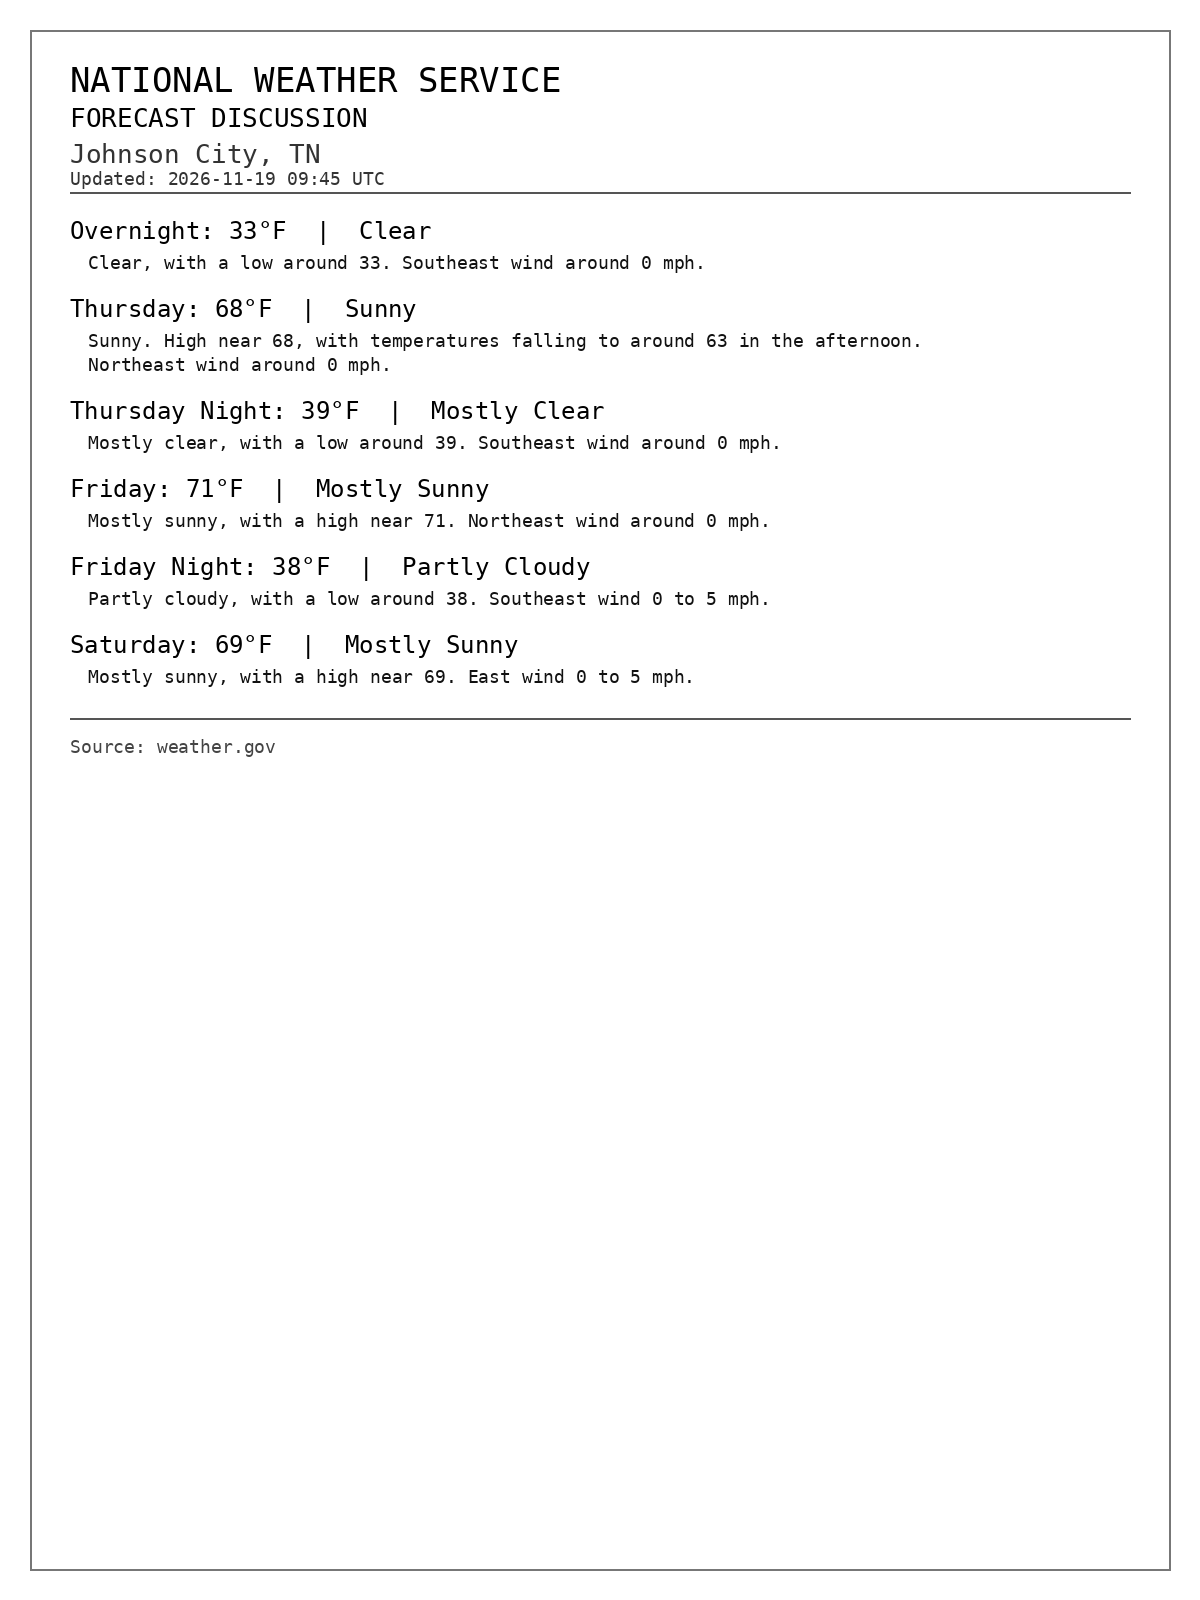 NATIONAL WEATHER SERVICE
FORECAST DISCUSSION
Johnson City, TN
Updated: 2026-11-19 09:45 UTC
Overnight: 33°F | Clear
Clear, with a low around 33. Southeast wind around 0 mph.
Thursday: 68°F | Sunny
Sunny. High near 68, with temperatures falling to around 63 in the afternoon.
Northeast wind around 0 mph.
Thursday Night: 39°F | Mostly Clear
Mostly clear, with a low around 39. Southeast wind around 0 mph.
Friday: 71°F | Mostly Sunny
Mostly sunny, with a high near 71. Northeast wind around 0 mph.
Friday Night: 38°F | Partly Cloudy
Partly cloudy, with a low around 38. Southeast wind 0 to 5 mph.
Saturday: 69°F | Mostly Sunny
Mostly sunny, with a high near 69. East wind 0 to 5 mph.
Source: weather.gov